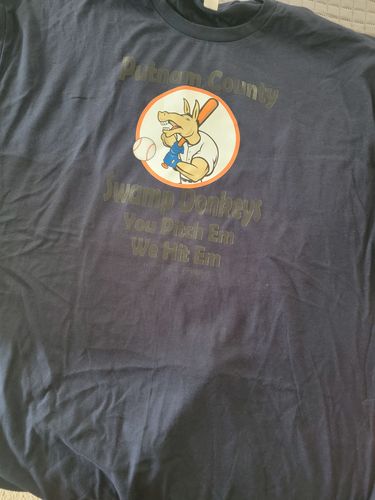 Putnam County
Swamp Donkeys
You Pitch Em
We Hit Em